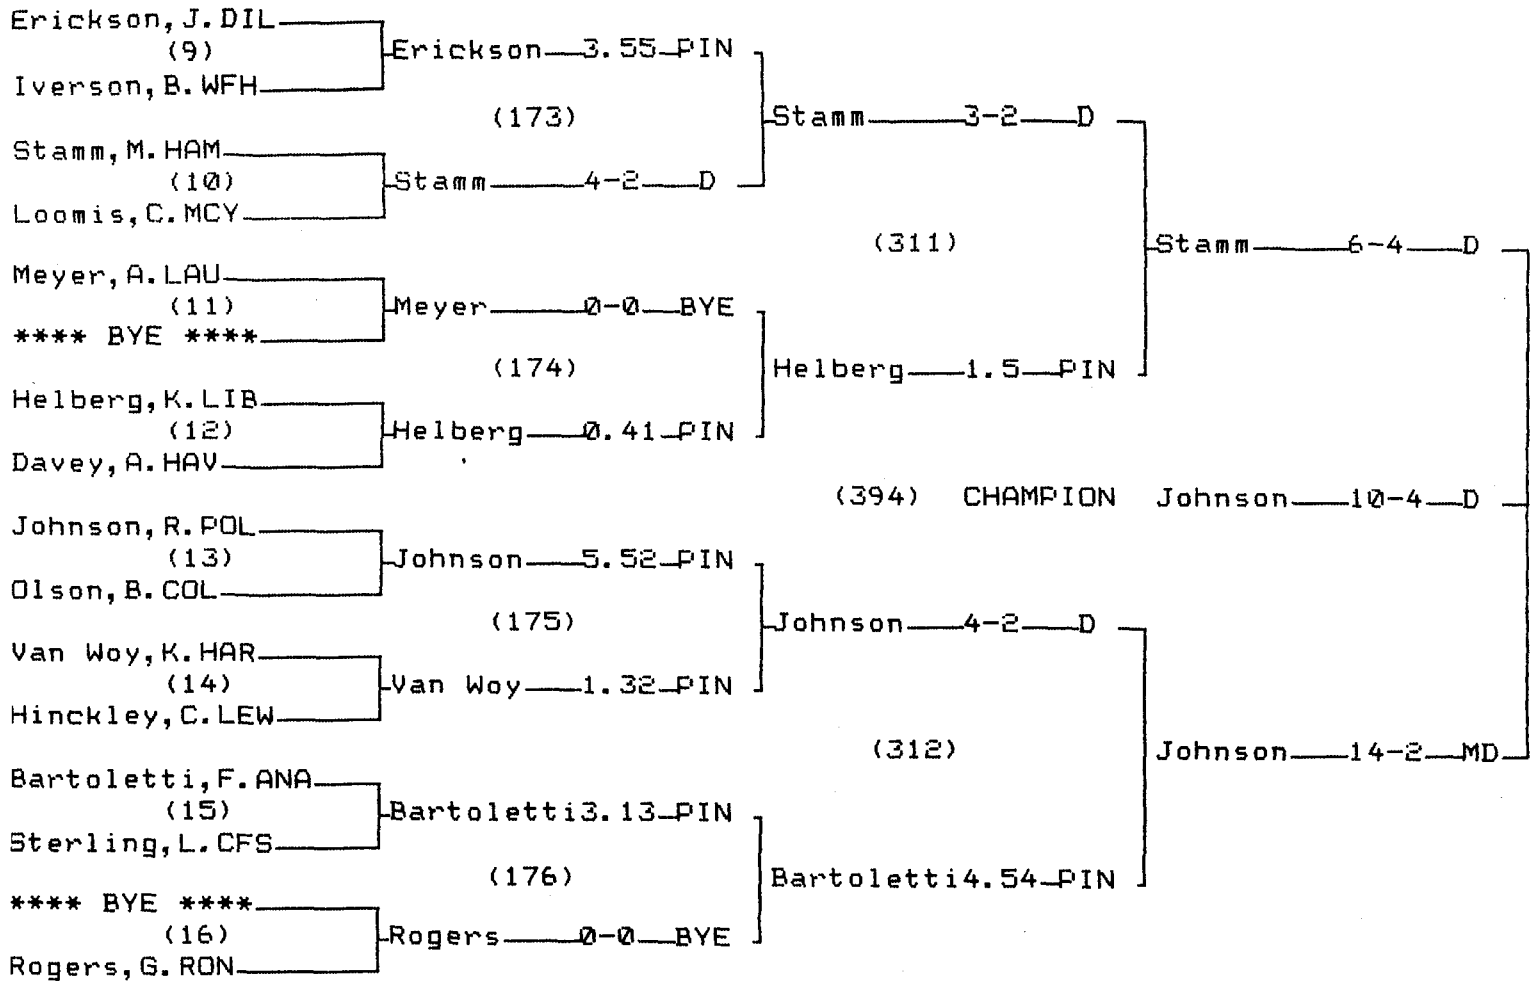 Erickson, J. DIL
(9) Erickson 3.55 PIN
Iverson, B. WFH
(173) Stamm 3-2 D
Stamm, M. HAM
(10) Stamm 4-2 D
Loomis, C. MCY
(311) Stamm 6-4 D
Meyer, A. LAU
(11) Meyer 0-0 BYE
**** BYE ****
(174) Helberg 1.5 PIN
Helberg, K. LIB
(12) Helberg 0.41 PIN
Davey, A. HAV
(394) CHAMPION Johnson 10-4 D
Johnson, R. POL
(13) Johnson 5.52 PIN
Olson, B. COL
(175) Johnson 4-2 D
Van Woy, K. HAR
(14) Van Woy 1.32 PIN
Hinckley, C. LEW
(312) Johnson 14-2 MD
Bartoletti, F. ANA
(15) Bartoletti 3.13 PIN
Sterling, L. CFS
(176) Bartoletti 4.54 PIN
**** BYE ****
(16) Rogers 0-0 BYE
Rogers, G. RON